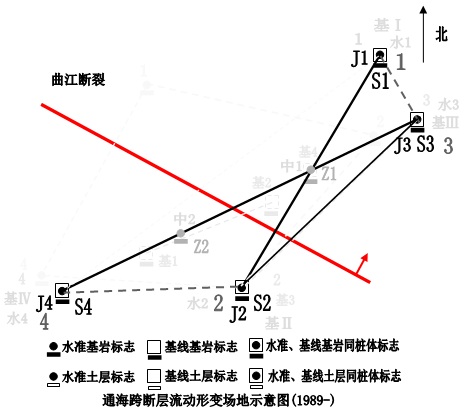 基Ⅰ
1 水1
北
J1
1
S1
曲江断裂
1
3 水3
基Ⅲ
J3 S3 3
基4
中1 Z1
基2
中2
Z2
基1
4
4
基Ⅳ J4 S4
水4 4
2
水2 2 S2 基3
J2
基Ⅱ
水准基岩标志 基线基岩标志 水准、基线基岩同桩体标志
水准土层标志 基线土层标志 水准、基线土层同桩体标志
通海跨断层流动形变场地示意图(1989-)